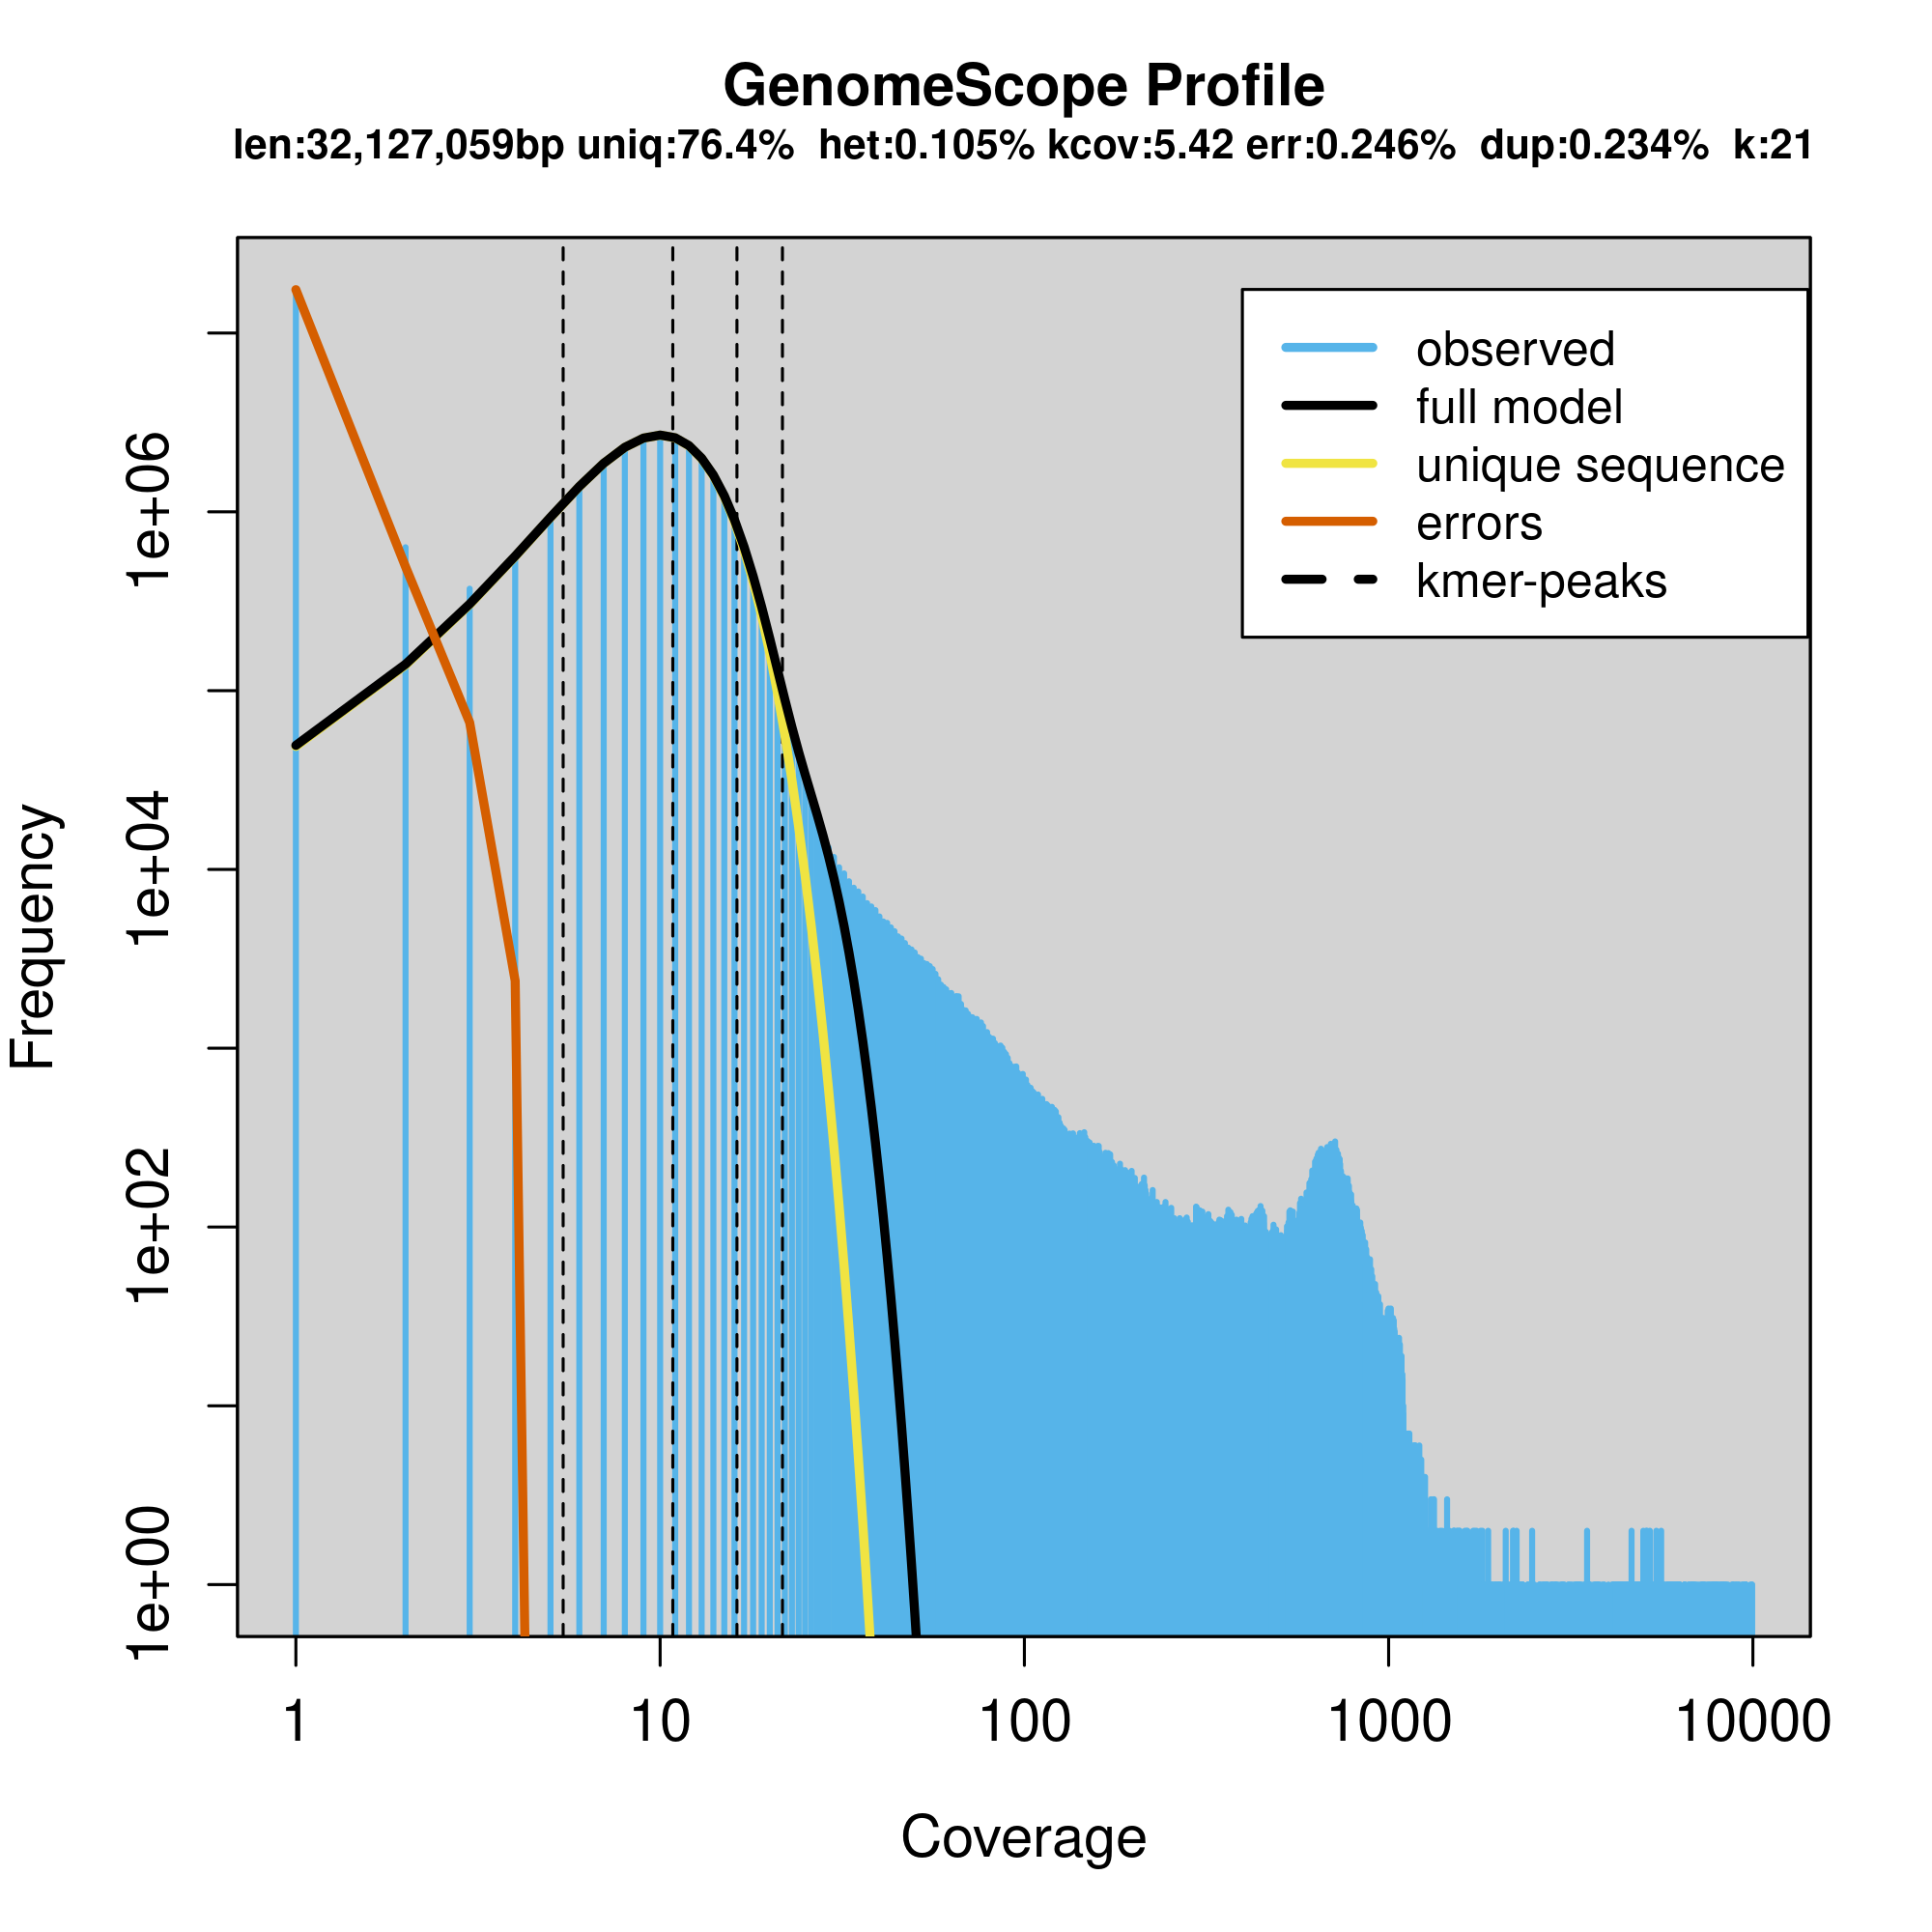 GenomeScope Profile
len:32,127,059bp uniq:76.4% het:0.105% kcov:5.42 err:0.246% dup:0.234% k:21
observed
full model
unique sequence
errors
kmer-peaks
Frequency
1e+06
1e+04
1e+02
1e+00
1 10 100 1000 10000
Coverage